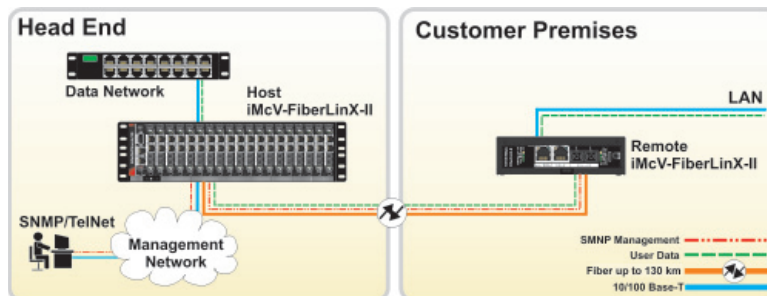 Head End
Data Network
Host
iMcV-FiberLinX-II
SNMP/TelNet
Management
Network
Customer Premises
LAN
Remote
iMcV-FiberLinX-II
SMNP Management
User Data
Fiber up to 130 km
10/100 Base-T